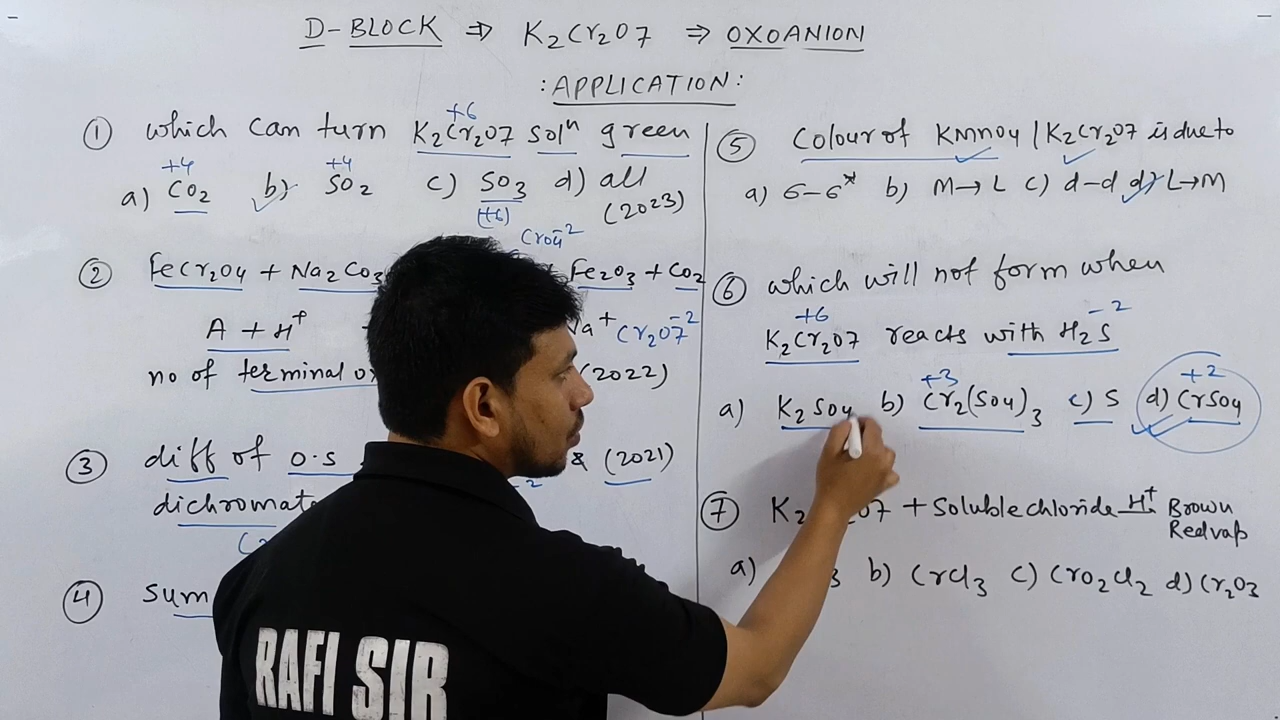 D-BLOCK ⇒ K2Cr2O7 ⇒ OXOANION
: APPLICATION :
① which can turn K2Cr2O7 solⁿ green
+6
a) CO2 b) SO2 c) SO3 d) all
+4 +4 (+6)
(2023)
② FeCr2O4 + Na2CO3 Fe2O3 + CO2
CrO4⁻²
A + H⁺ Na⁺ Cr2O7⁻²
no of terminal (2022)
③ diff of o.s & (2021)
dichromate
④ sum
⑤ Colour of KMnO4 / K2Cr2O7 is due to
a) σ-σ* b) M→L c) d-d d) L→M
⑥ which will not form when
+6 -2
K2Cr2O7 reacts with H2S
+3 +2
a) K2SO4 b) Cr2(SO4)3 c) S d) CrSO4
⑦ K2 O7 + Soluble chloride H⁺ Brown
Red vap
a) 3 b) CrCl3 c) CrO2Cl2 d) Cr2O3
RAFI SIR